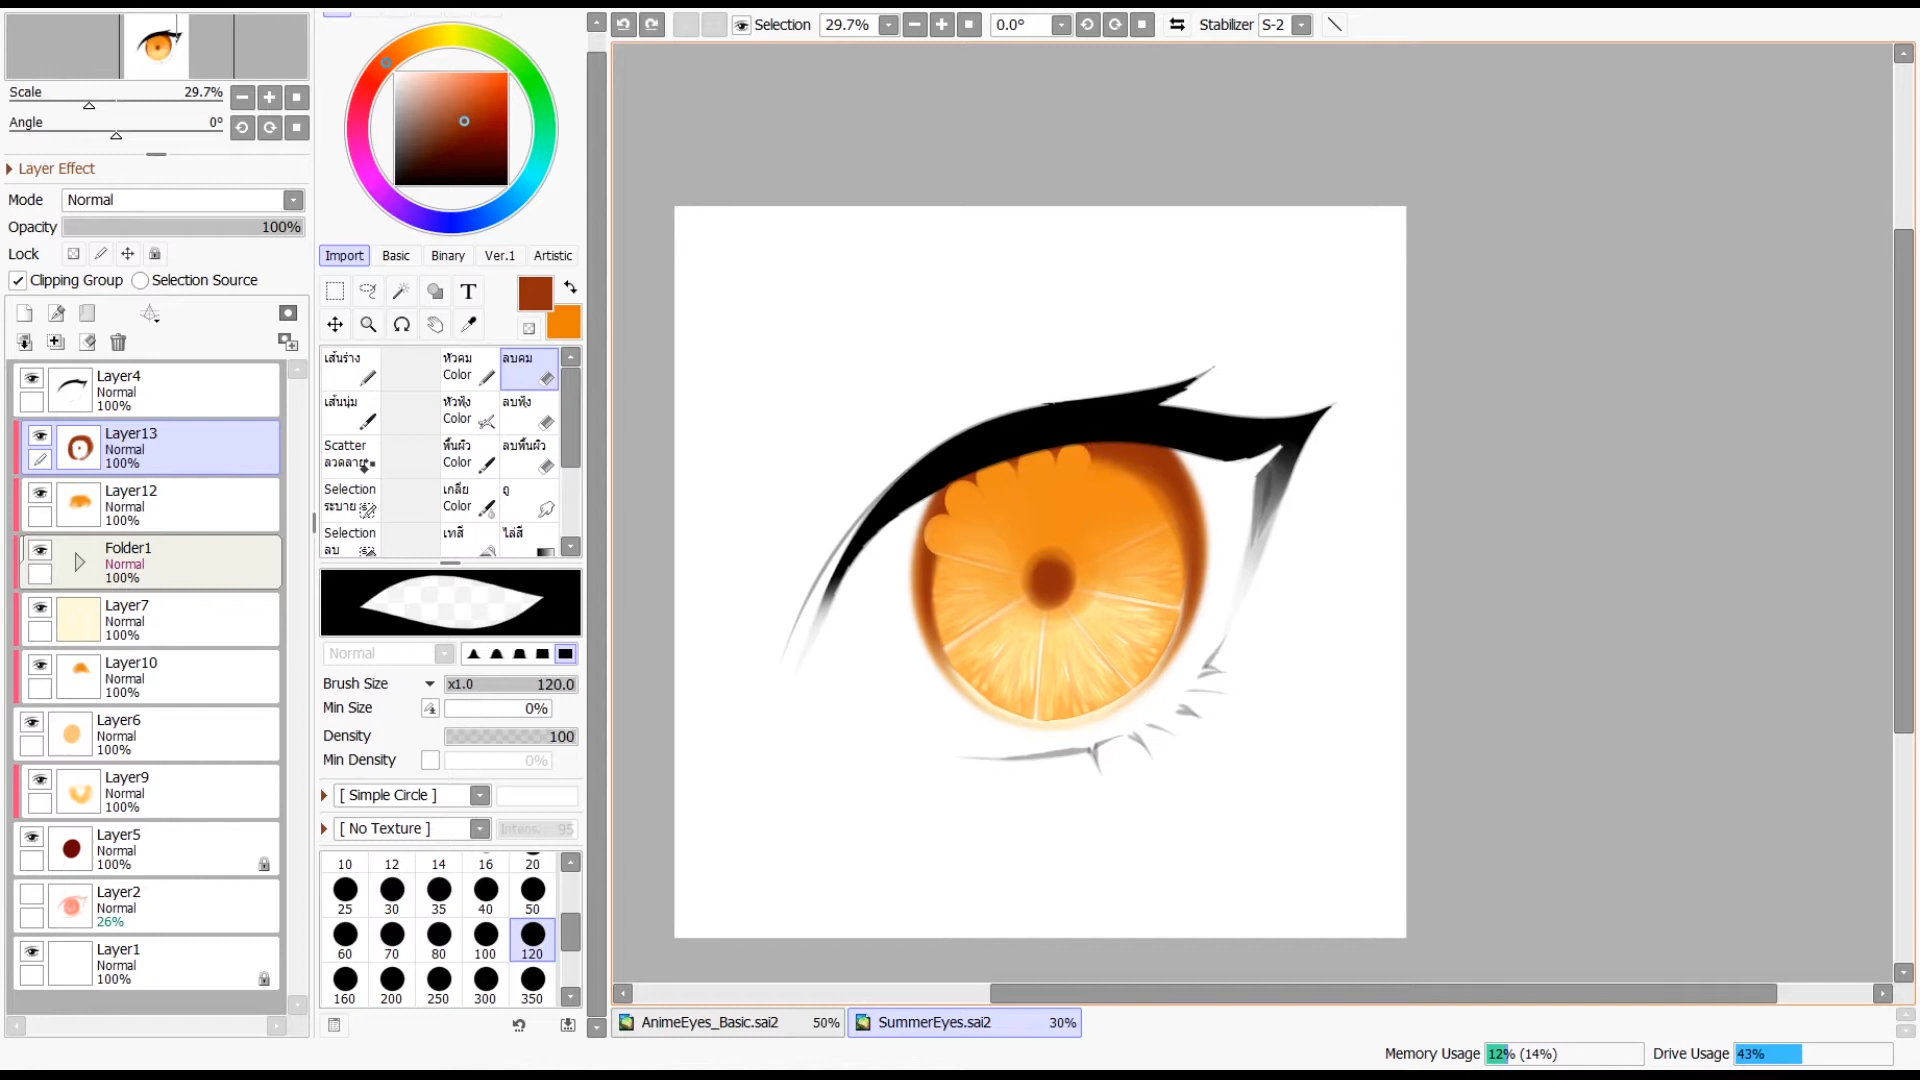 Selection 29.7% 0.0° Stabilizer S-2
Scale 29.7%
Angle 0°
Layer Effect
Mode Normal
Opacity 100%
Lock
Clipping Group Selection Source
Layer4
Normal
100%
Layer13
Normal
100%
Layer12
Normal
100%
Folder1
Normal
100%
Layer7
Normal
100%
Layer10
Normal
100%
Layer6
Normal
100%
Layer9
Normal
100%
Layer5
Normal
100%
Layer2
Normal
26%
Layer1
Normal
100%
Import Basic Binary Ver.1 Artistic
T
เส้นร่าง
หัวคม
Color
ลบคม
เส้นนุ่ม
หัวฟุ้ง
Color
ลบฟุ้ง
Scatter
ลวดลาย
พื้นผิว
Color
ลบพื้นผิว
Selection
ระบาย
เกลี่ย
Color
ถู
Selection
ลบ
เทสี
ไล่สี
Normal
Brush Size x1.0 120.0
Min Size 0%
Density 100
Min Density 0%
[ Simple Circle ]
[ No Texture ] Intens. 95
10 12 14 16 20
25 30 35 40 50
60 70 80 100 120
160 200 250 300 350
AnimeEyes_Basic.sai2 50% SummerEyes.sai2 30%
Memory Usage 12% (14%) Drive Usage 43%